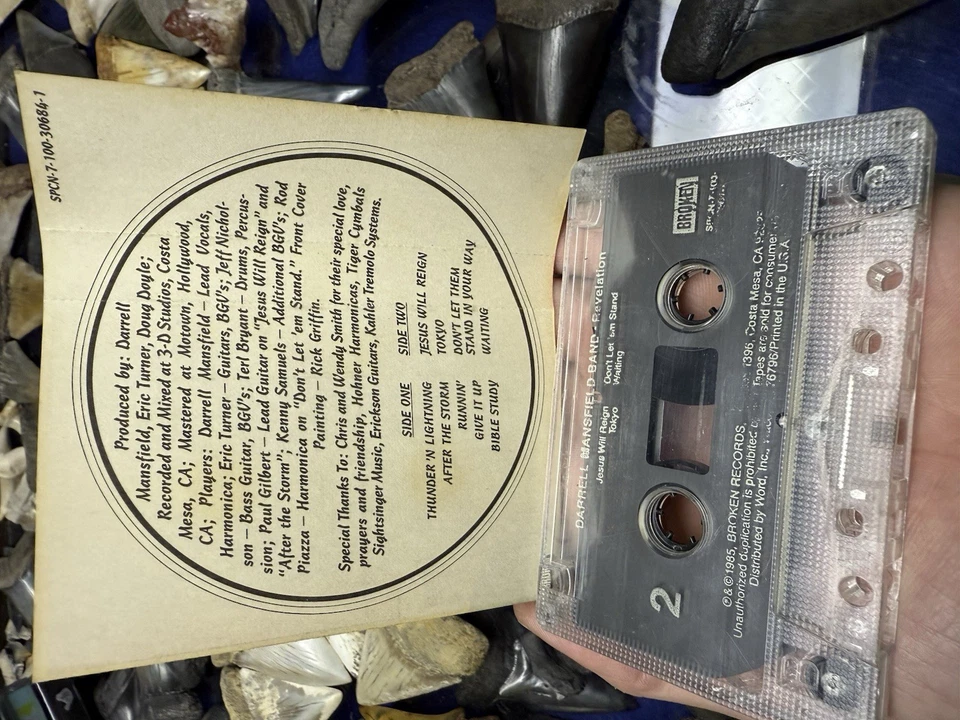 SPCN-7-100-30684-1
Produced by: Darrell
Mansfield, Eric Turner, Doug Doyle;
Recorded and Mixed at 3-D Studios, Costa
Mesa, CA; Mastered at Motown, Hollywood,
CA; Players: Darrell Mansfield — Lead Vocals,
Harmonica; Eric Turner — Guitars, BGV's; Jeff Nichol-
son — Bass Guitar, BGV's; Terl Bryant — Drums, Percus-
sion; Paul Gilbert — Lead Guitar on "Jesus Will Reign" and
"After the Storm"; Kenny Samuels — Additional BGV's; Rod
Piazza — Harmonica on "Don't Let 'em Stand." Front Cover
Painting — Rick Griffin.
Special Thanks To: Chris and Wendy Smith for their special love,
prayers and friendship, Hohner Harmonicas, Tiger Cymbals
Sightsinger Music, Erickson Guitars, Kahler Tremolo Systems.
SIDE ONE
THUNDER 'N LIGHTNING
AFTER THE STORM
RUNNIN'
GIVE IT UP
BIBLE STUDY
SIDE TWO
JESUS WILL REIGN
TOKYO
DON'T LET THEM
STAND IN YOUR WAY
WAITING
DARRELL MANSFIELD BAND - Revelation
Jesus Will Reign
Tokyo
Don't Let 'em Stand
Waiting
BROKEN
2
℗ & © 1985, BROKEN RECORDS, 1396, Costa Mesa, CA
Unauthorized duplication is prohibited Tapes are sold for consumer
Distributed by Word, Inc., 76796/Printed in the U.S.A.